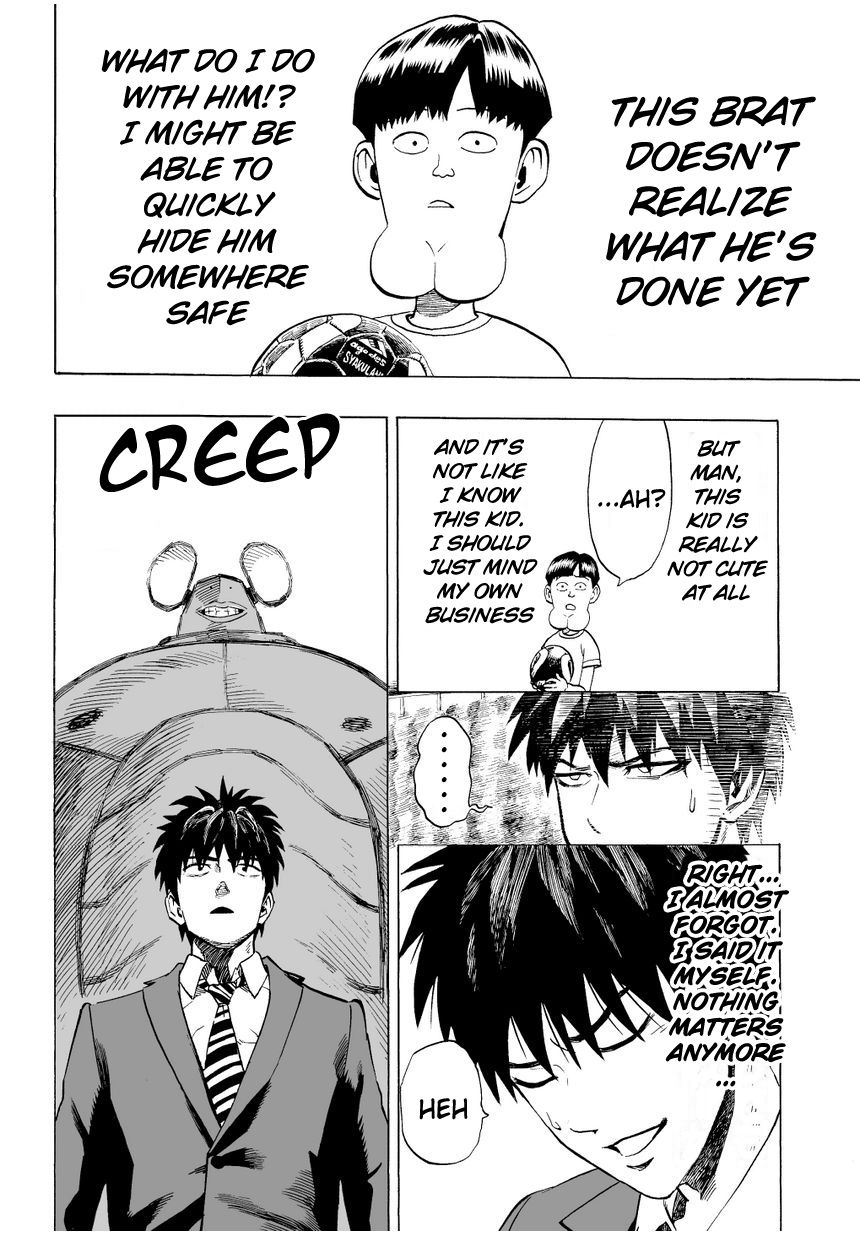 THIS BRAT
DOESN'T
REALIZE
WHAT HE'S
DONE YET
WHAT DO I DO
WITH HIM!?
I MIGHT BE
ABLE TO
QUICKLY
HIDE HIM
SOMEWHERE
SAFE
agodes
SYAKULAN
BUT
MAN,
THIS
KID IS
REALLY
NOT CUTE
AT ALL
...AH?
AND IT'S
NOT LIKE
I KNOW
THIS KID.
I SHOULD
JUST MIND
MY OWN
BUSINESS
......
RIGHT...
I ALMOST
FORGOT.
I SAID IT
MYSELF.
NOTHING
MATTERS
ANYMORE
...
HEH
CREEP